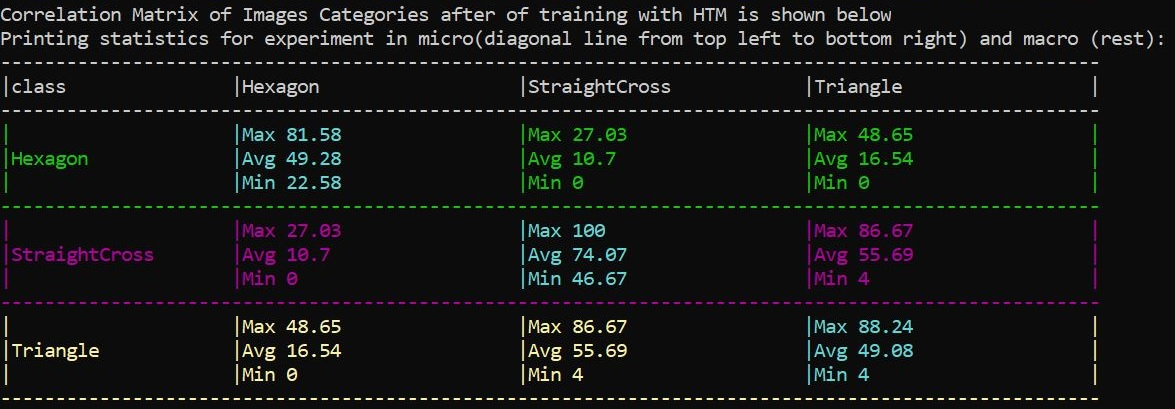 Correlation Matrix of Images Categories after of training with HTM is shown below
Printing statistics for experiment in micro(diagonal line from top left to bottom right) and macro (rest):
|class |Hexagon |StraightCross |Triangle |
| |Max 81.58 |Max 27.03 |Max 48.65 |
|Hexagon |Avg 49.28 |Avg 10.7 |Avg 16.54 |
| |Min 22.58 |Min 0 |Min 0 |
| |Max 27.03 |Max 100 |Max 86.67 |
|StraightCross |Avg 10.7 |Avg 74.07 |Avg 55.69 |
| |Min 0 |Min 46.67 |Min 4 |
| |Max 48.65 |Max 86.67 |Max 88.24 |
|Triangle |Avg 16.54 |Avg 55.69 |Avg 49.08 |
| |Min 0 |Min 4 |Min 4 |